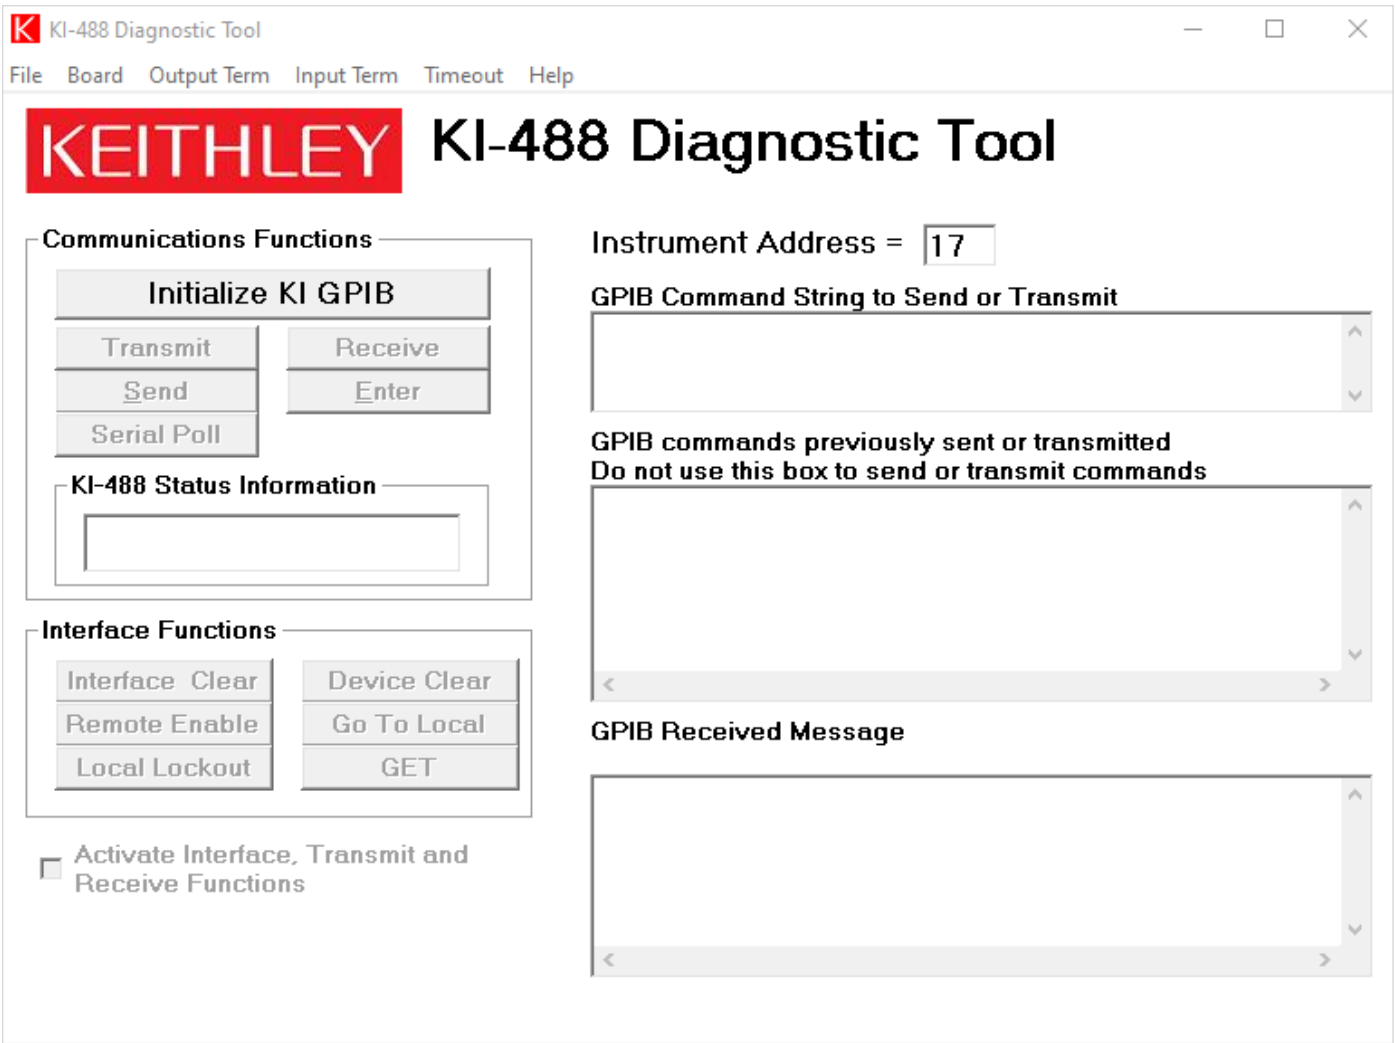 KI-488 Diagnostic Tool
File Board Output Term Input Term Timeout Help
KEITHLEY KI-488 Diagnostic Tool
Communications Functions
Initialize KI GPIB
Transmit Receive
Send Enter
Serial Poll
KI-488 Status Information
Interface Functions
Interface Clear Device Clear
Remote Enable Go To Local
Local Lockout GET
Activate Interface, Transmit and
Receive Functions
Instrument Address = 17
GPIB Command String to Send or Transmit
GPIB commands previously sent or transmitted
Do not use this box to send or transmit commands
GPIB Received Message